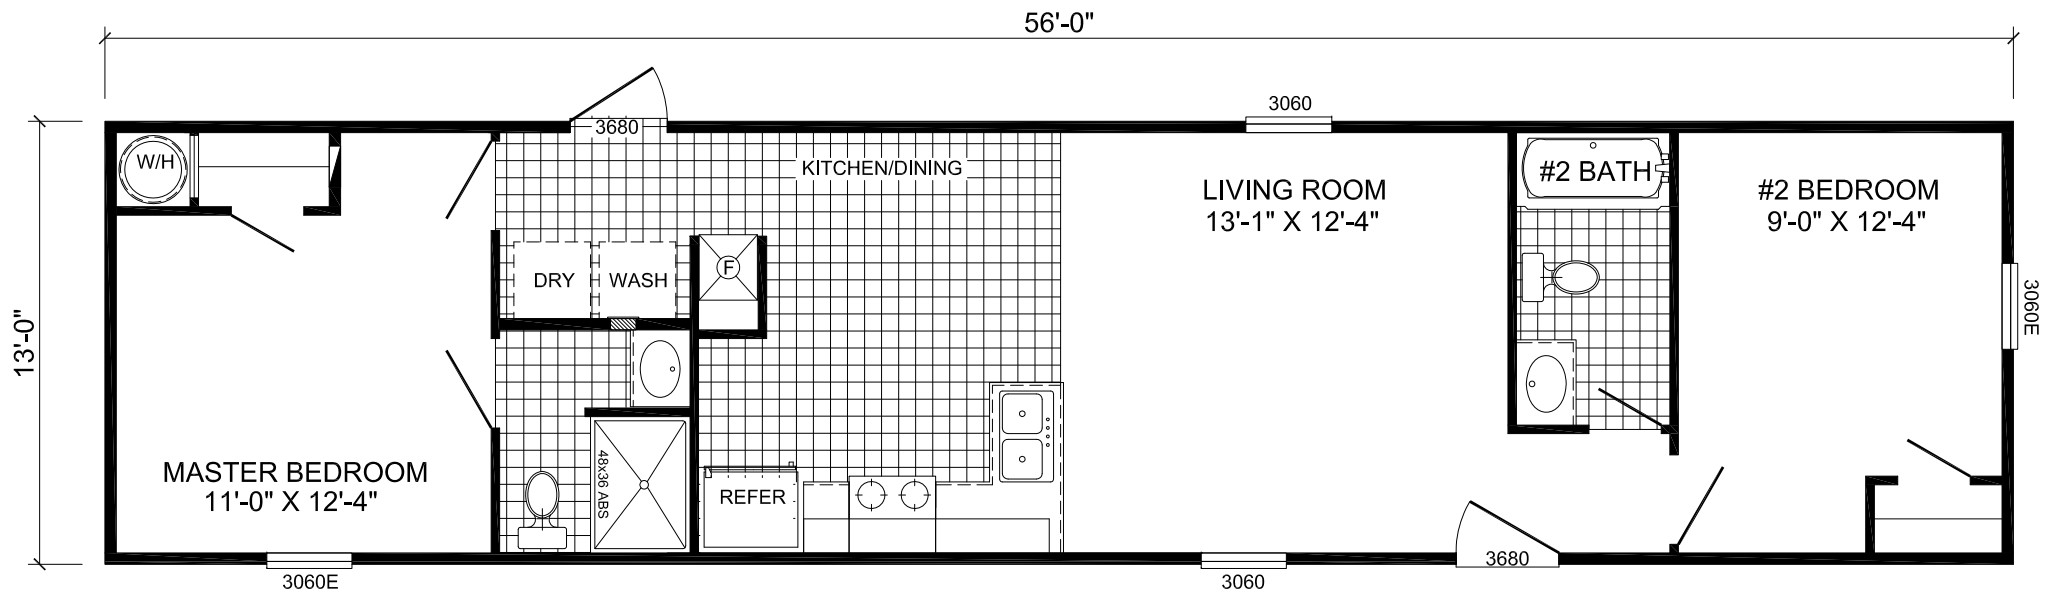 56'-0"
3060
3680
W/H
KITCHEN/DINING
#2 BATH
LIVING ROOM
13'-1" X 12'-4"
#2 BEDROOM
9'-0" X 12'-4"
F
DRY
WASH
3060E
13'-0"
MASTER BEDROOM
11'-0" X 12'-4"
48x36 ABS
REFER
3680
3060E
3060